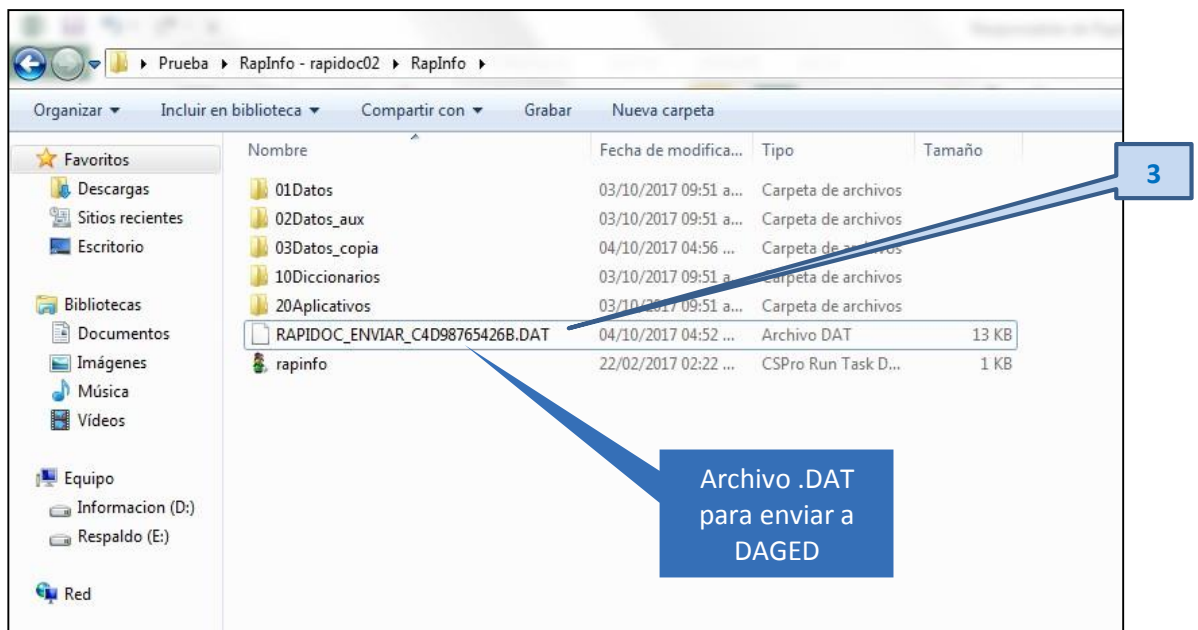 Prueba RapInfo - rapidoc02 RapInfo
Organizar Incluir en biblioteca Compartir con Grabar Nueva carpeta
Nombre Fecha de modifica... Tipo Tamaño
Favoritos
Descargas
Sitios recientes
Escritorio
Bibliotecas
Documentos
Imágenes
Música
Vídeos
Equipo
Informacion (D:)
Respaldo (E:)
Red
01Datos 03/10/2017 09:51 a... Carpeta de archivos
02Datos_aux 03/10/2017 09:51 a... Carpeta de archivos
03Datos_copia 04/10/2017 04:56 ... Carpeta de archivos
10Diccionarios 03/10/2017 09:51 a... Carpeta de archivos
20Aplicativos 03/10/2017 09:51 a... Carpeta de archivos
RAPIDOC_ENVIAR_C4D98765426B.DAT 04/10/2017 04:52 ... Archivo DAT 13 KB
rapinfo 22/02/2017 02:22 ... CSPro Run Task D... 1 KB
3
Archivo .DAT
para enviar a
DAGED